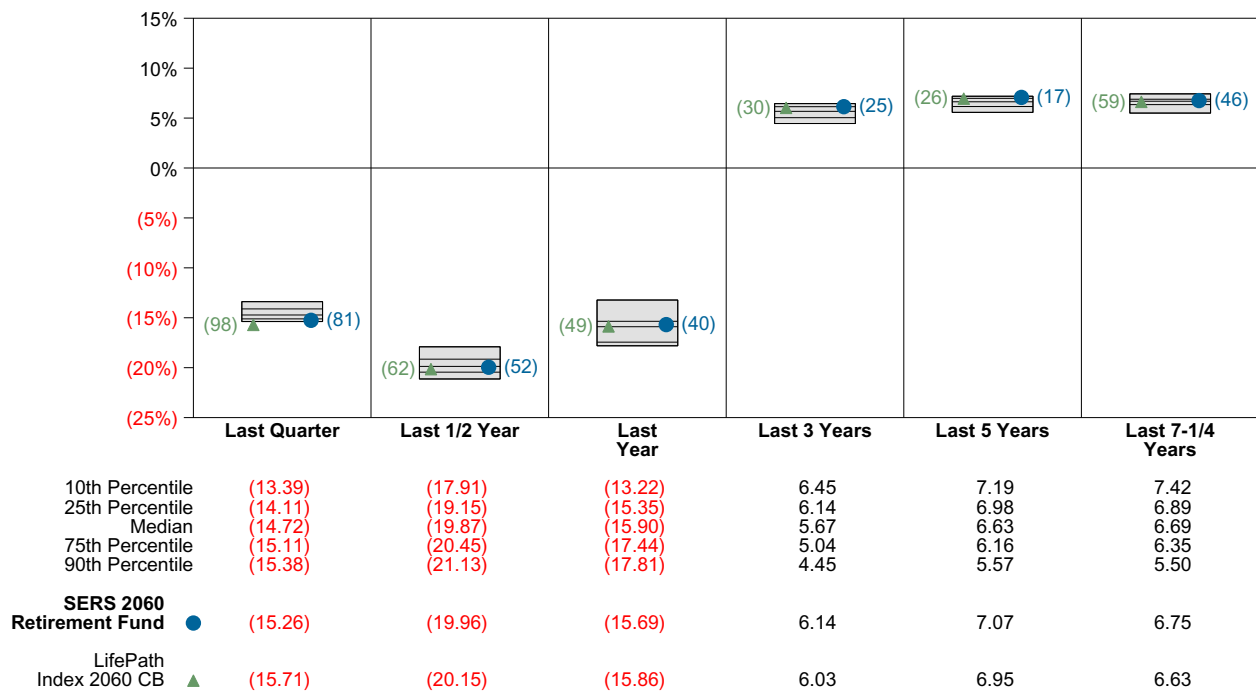 15%
10%
5%
0%
(5%)
(10%)
(15%)
(20%)
(25%)
(98) (81)
(62) (52)
(49) (40)
(30) (25)
(26) (17)
(59) (46)
Last Quarter Last 1/2 Year Last Year Last 3 Years Last 5 Years Last 7-1/4 Years
10th Percentile (13.39) (17.91) (13.22) 6.45 7.19 7.42
25th Percentile (14.11) (19.15) (15.35) 6.14 6.98 6.89
Median (14.72) (19.87) (15.90) 5.67 6.63 6.69
75th Percentile (15.11) (20.45) (17.44) 5.04 6.16 6.35
90th Percentile (15.38) (21.13) (17.81) 4.45 5.57 5.50
SERS 2060
Retirement Fund (15.26) (19.96) (15.69) 6.14 7.07 6.75
LifePath
Index 2060 CB (15.71) (20.15) (15.86) 6.03 6.95 6.63